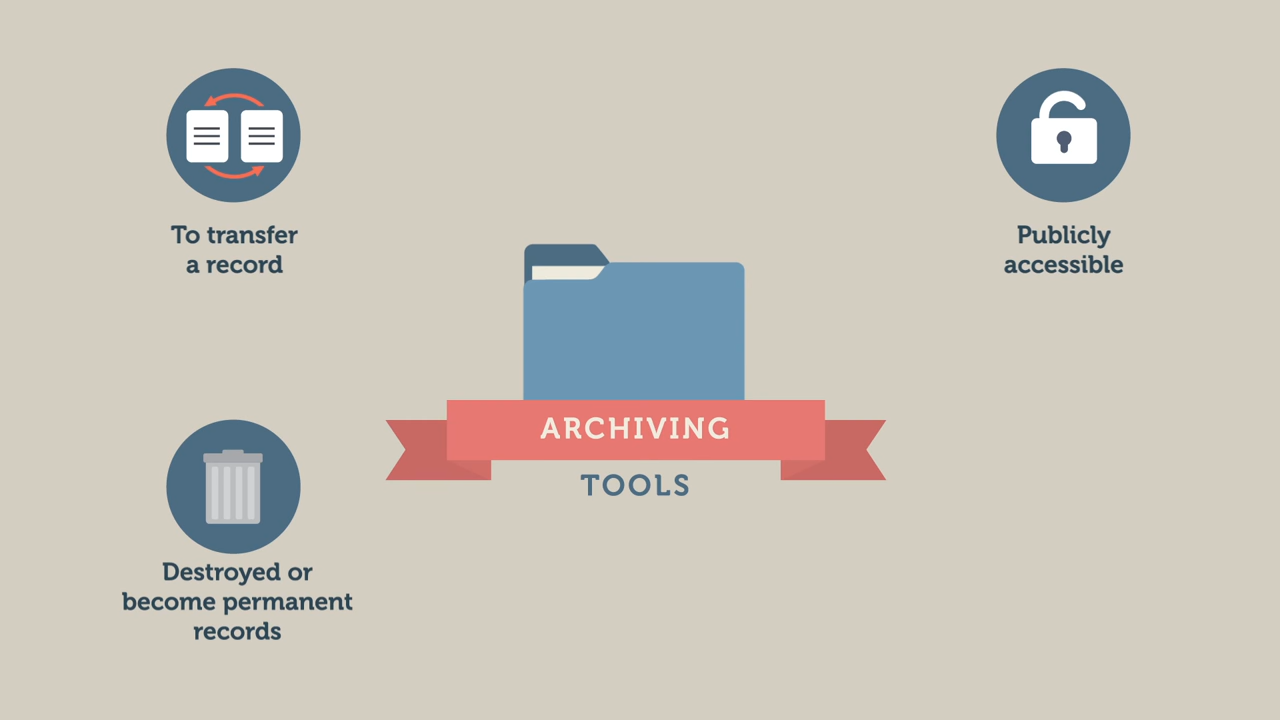 To transfer
a record
Publicly
accessible
ARCHIVING
TOOLS
Destroyed or
become permanent
records